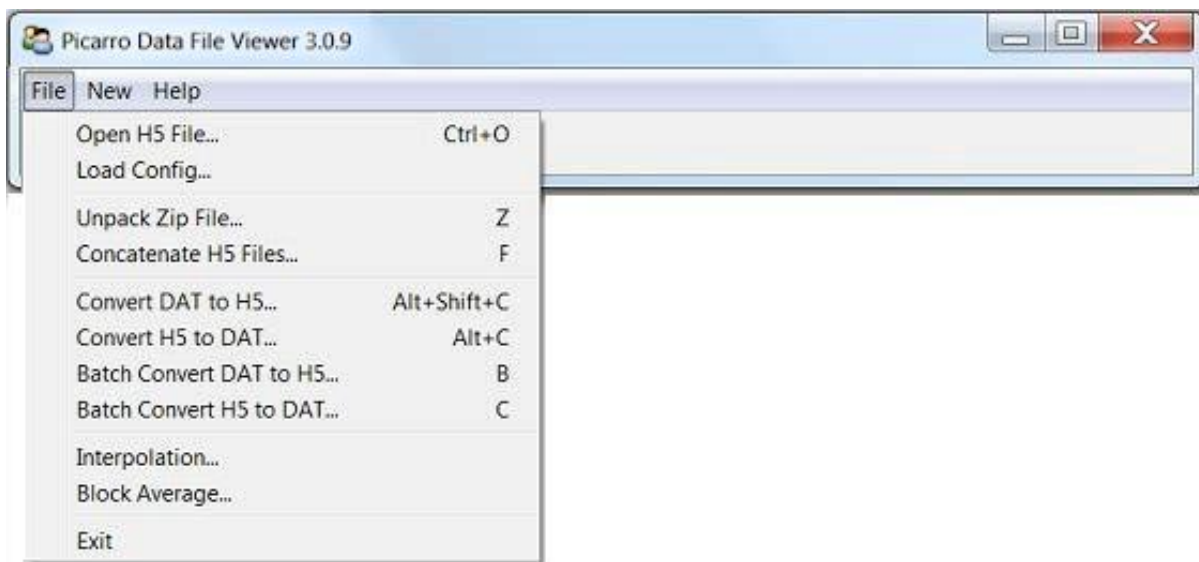 Picarro Data File Viewer 3.0.9
File New Help
Open H5 File... Ctrl+O
Load Config...
Unpack Zip File... Z
Concatenate H5 Files... F
Convert DAT to H5... Alt+Shift+C
Convert H5 to DAT... Alt+C
Batch Convert DAT to H5... B
Batch Convert H5 to DAT... C
Interpolation...
Block Average...
Exit